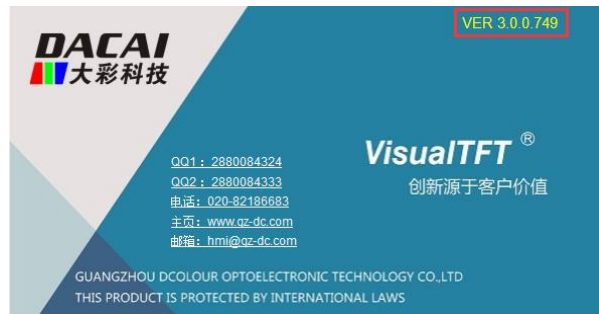 VER 3.0.0.749
DACAI
大彩科技
VisualTFT ®
创新源于客户价值
QQ1：2880084324
QQ2：2880084333
电话：020-82186683
主页：www.gz-dc.com
邮箱：hmi@gz-dc.com
GUANGZHOU DCOLOUR OPTOELECTRONIC TECHNOLOGY CO.,LTD
THIS PRODUCT IS PROTECTED BY INTERNATIONAL LAWS